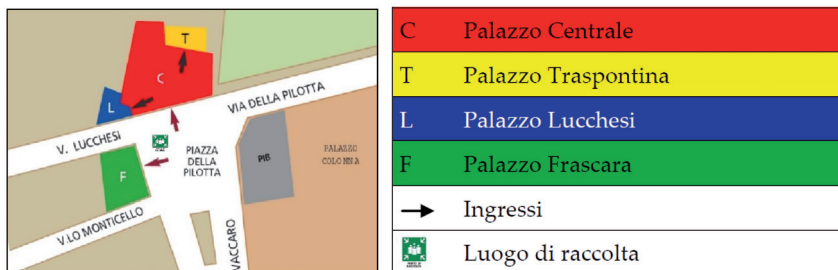 T
C
L
VIA DELLA PILOTTA
V. LUCCHESI
PIAZZA
DELLA
PILOTTA
PIB
PALAZZO
COLONNA
F
V.LO MONTICELLO
VACCARO
C Palazzo Centrale
T Palazzo Traspontina
L Palazzo Lucchesi
F Palazzo Frascara
Ingressi
Luogo di raccolta